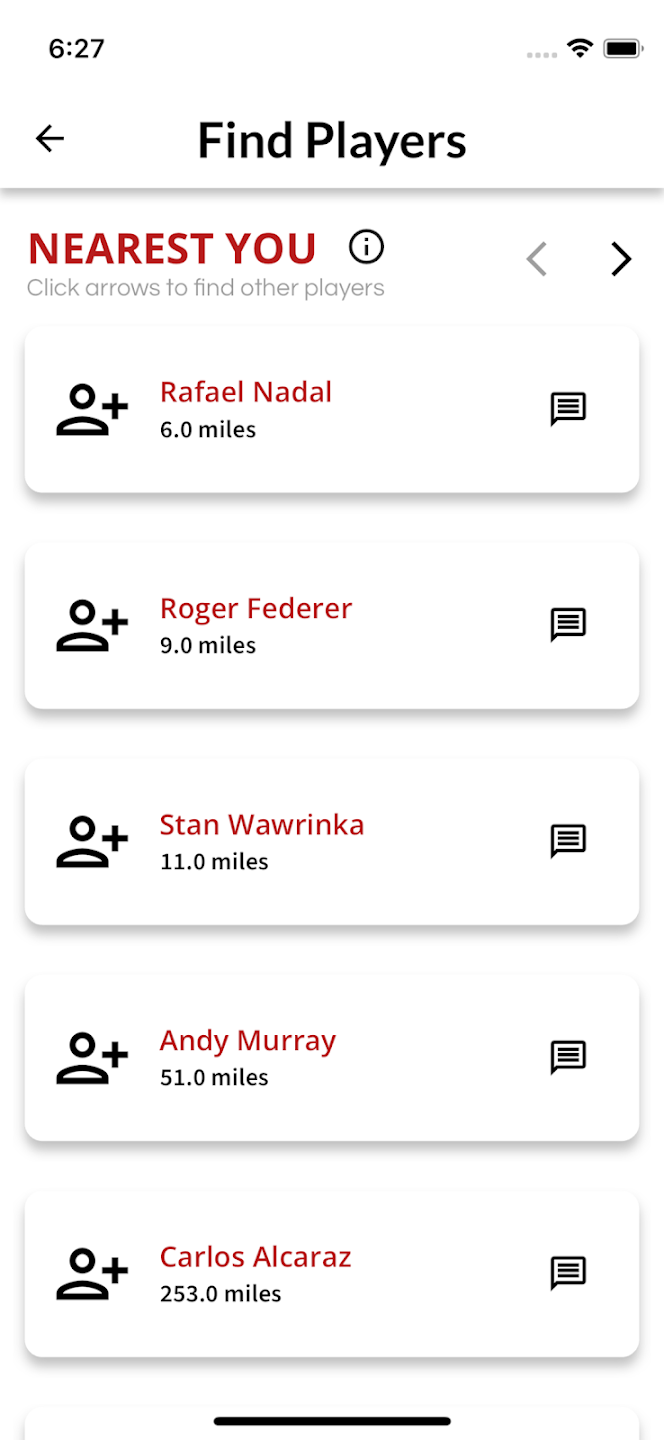 6:27
Find Players
NEAREST YOU
Click arrows to find other players
Rafael Nadal
6.0 miles
Roger Federer
9.0 miles
Stan Wawrinka
11.0 miles
Andy Murray
51.0 miles
Carlos Alcaraz
253.0 miles